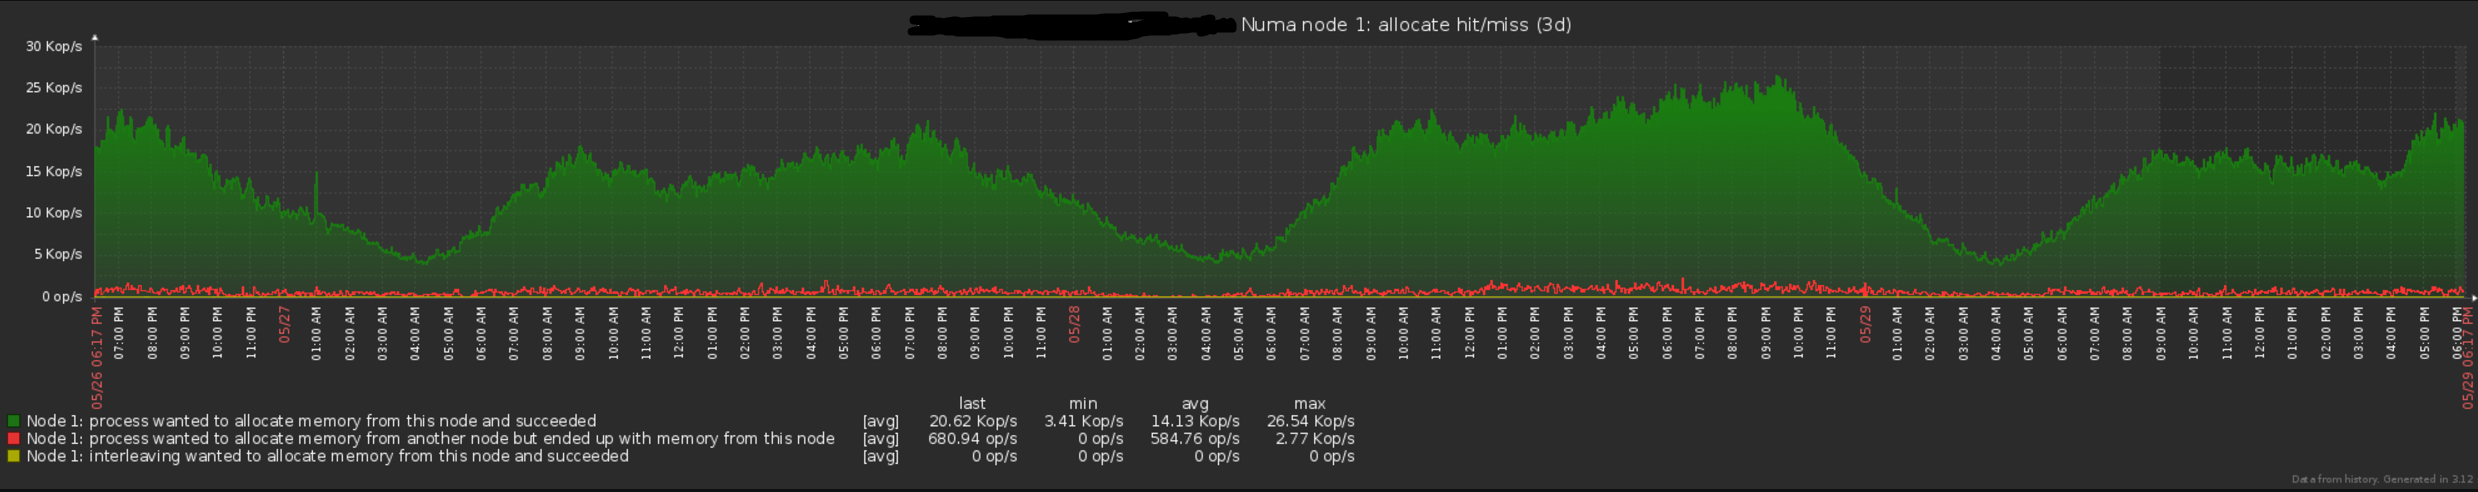 Numa node 1: allocate hit/miss (3d)
30 Kop/s
25 Kop/s
20 Kop/s
15 Kop/s
10 Kop/s
5 Kop/s
0 op/s
05/26 06:17 PM 07:00 PM 08:00 PM 09:00 PM 10:00 PM 11:00 PM 05/27 01:00 AM 02:00 AM 03:00 AM 04:00 AM 05:00 AM 06:00 AM 07:00 AM 08:00 AM 09:00 AM 10:00 AM 11:00 AM 12:00 PM 01:00 PM 02:00 PM 03:00 PM 04:00 PM 05:00 PM 06:00 PM 07:00 PM 08:00 PM 09:00 PM 10:00 PM 11:00 PM 05/28 01:00 AM 02:00 AM 03:00 AM 04:00 AM 05:00 AM 06:00 AM 07:00 AM 08:00 AM 09:00 AM 10:00 AM 11:00 AM 12:00 PM 01:00 PM 02:00 PM 03:00 PM 04:00 PM 05:00 PM 06:00 PM 07:00 PM 08:00 PM 09:00 PM 10:00 PM 11:00 PM 05/29 01:00 AM 02:00 AM 03:00 AM 04:00 AM 05:00 AM 06:00 AM 07:00 AM 08:00 AM 09:00 AM 10:00 AM 11:00 AM 12:00 PM 01:00 PM 02:00 PM 03:00 PM 04:00 PM 05:00 PM 06:00 PM 05/29 06:17 PM
last min avg max
Node 1: process wanted to allocate memory from this node and succeeded [avg] 20.62 Kop/s 3.41 Kop/s 14.13 Kop/s 26.54 Kop/s
Node 1: process wanted to allocate memory from another node but ended up with memory from this node [avg] 680.94 op/s 0 op/s 584.76 op/s 2.77 Kop/s
Node 1: interleaving wanted to allocate memory from this node and succeeded [avg] 0 op/s 0 op/s 0 op/s 0 op/s
Data from history. Generated in 3.12